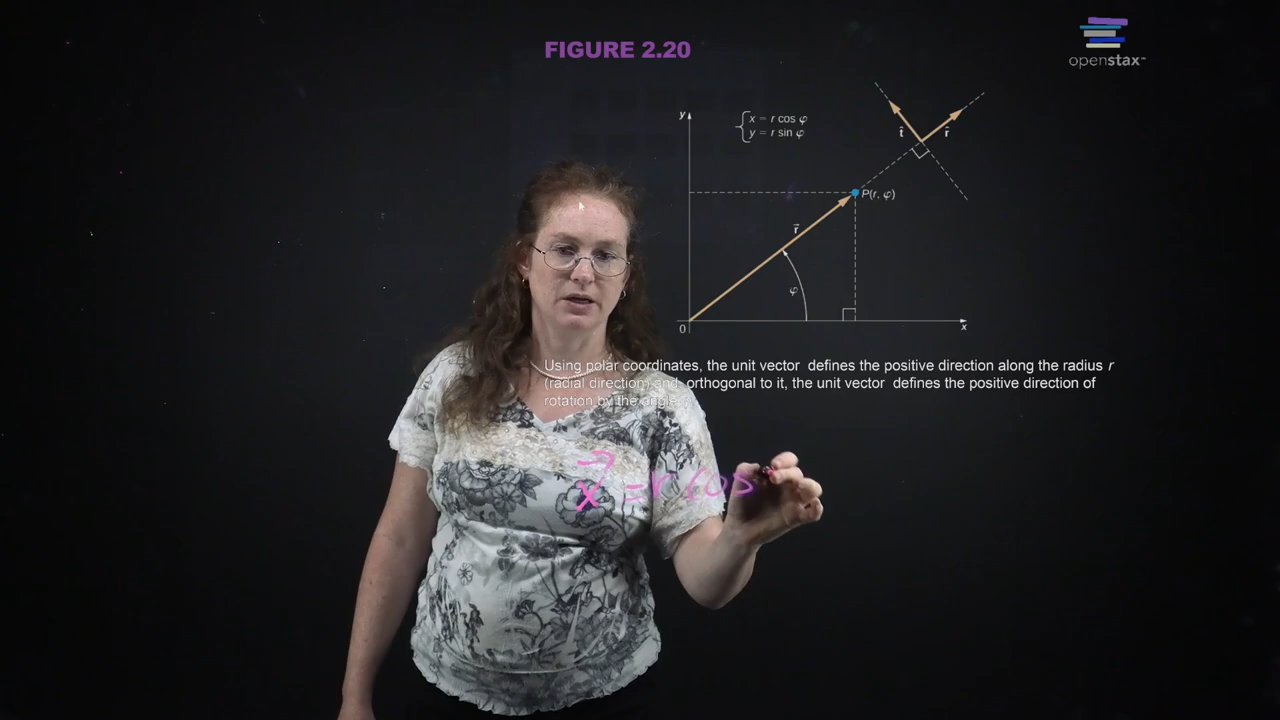 FIGURE 2.20
openstax™
y
x = r cos φ
y = r sin φ
t̂
r̂
P(r, φ)
r⃗
φ
0
x
Using polar coordinates, the unit vector defines the positive direction along the radius r
(radial direction) and, orthogonal to it, the unit vector defines the positive direction of
rotation by the angle
x⃗ = r cos